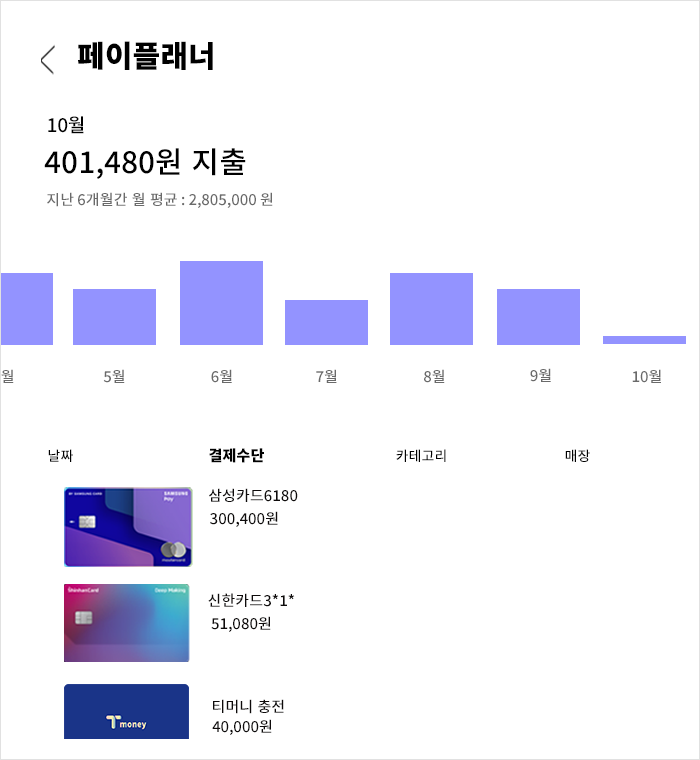 페이플래너
10월
401,480원 지출
지난 6개월간 월 평균 : 2,805,000 원
월 5월 6월 7월 8월 9월 10월
날짜 결제수단 카테고리 매장
BY SAMSUNG CARD
SAMSUNG
Pay
mastercard
삼성카드6180
300,400원
ShinhanCard
Deep Making
신한카드3*1*
51,080원
T money
티머니 충전
40,000원